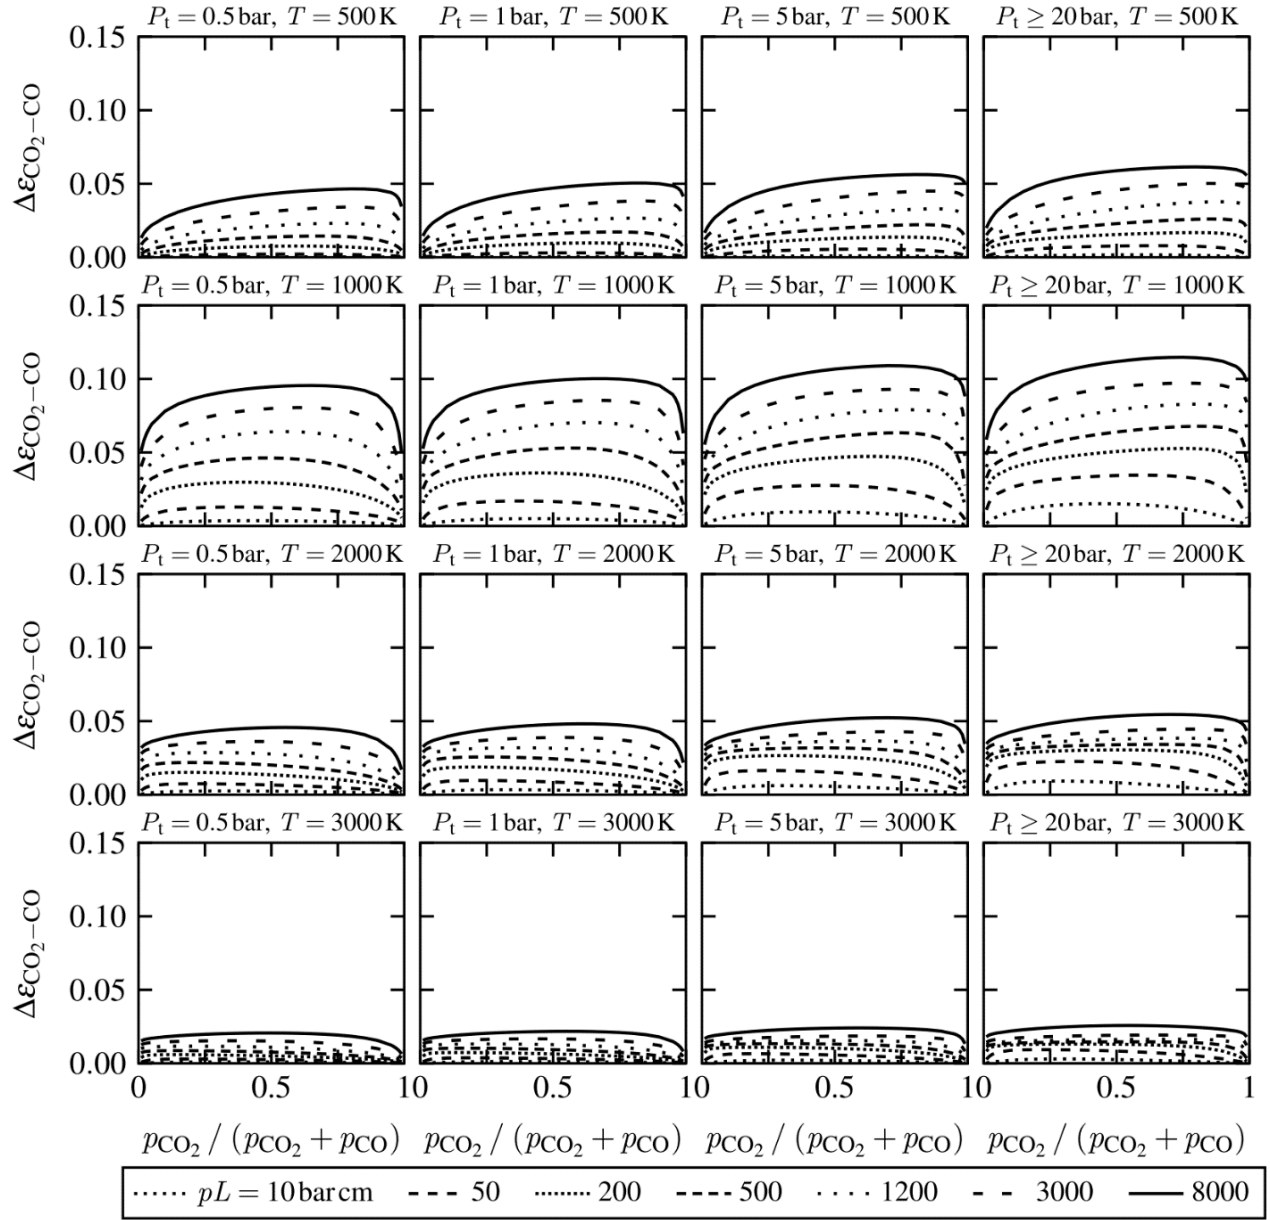 P_t = 0.5 bar, T = 500 K
P_t = 1 bar, T = 500 K
P_t = 5 bar, T = 500 K
P_t ≥ 20 bar, T = 500 K
0.15
0.10
0.05
0.00
Δε_CO₂−CO
P_t = 0.5 bar, T = 1000 K
P_t = 1 bar, T = 1000 K
P_t = 5 bar, T = 1000 K
P_t ≥ 20 bar, T = 1000 K
0.15
0.10
0.05
0.00
Δε_CO₂−CO
P_t = 0.5 bar, T = 2000 K
P_t = 1 bar, T = 2000 K
P_t = 5 bar, T = 2000 K
P_t ≥ 20 bar, T = 2000 K
0.15
0.10
0.05
0.00
Δε_CO₂−CO
P_t = 0.5 bar, T = 3000 K
P_t = 1 bar, T = 3000 K
P_t = 5 bar, T = 3000 K
P_t ≥ 20 bar, T = 3000 K
0.15
0.10
0.05
0.00
Δε_CO₂−CO
0 0.5 10 0.5 10 0.5 10 0.5 1
p_CO₂ / (p_CO₂ + p_CO) p_CO₂ / (p_CO₂ + p_CO) p_CO₂ / (p_CO₂ + p_CO) p_CO₂ / (p_CO₂ + p_CO)
pL = 10 bar cm 50 200 500 1200 3000 8000